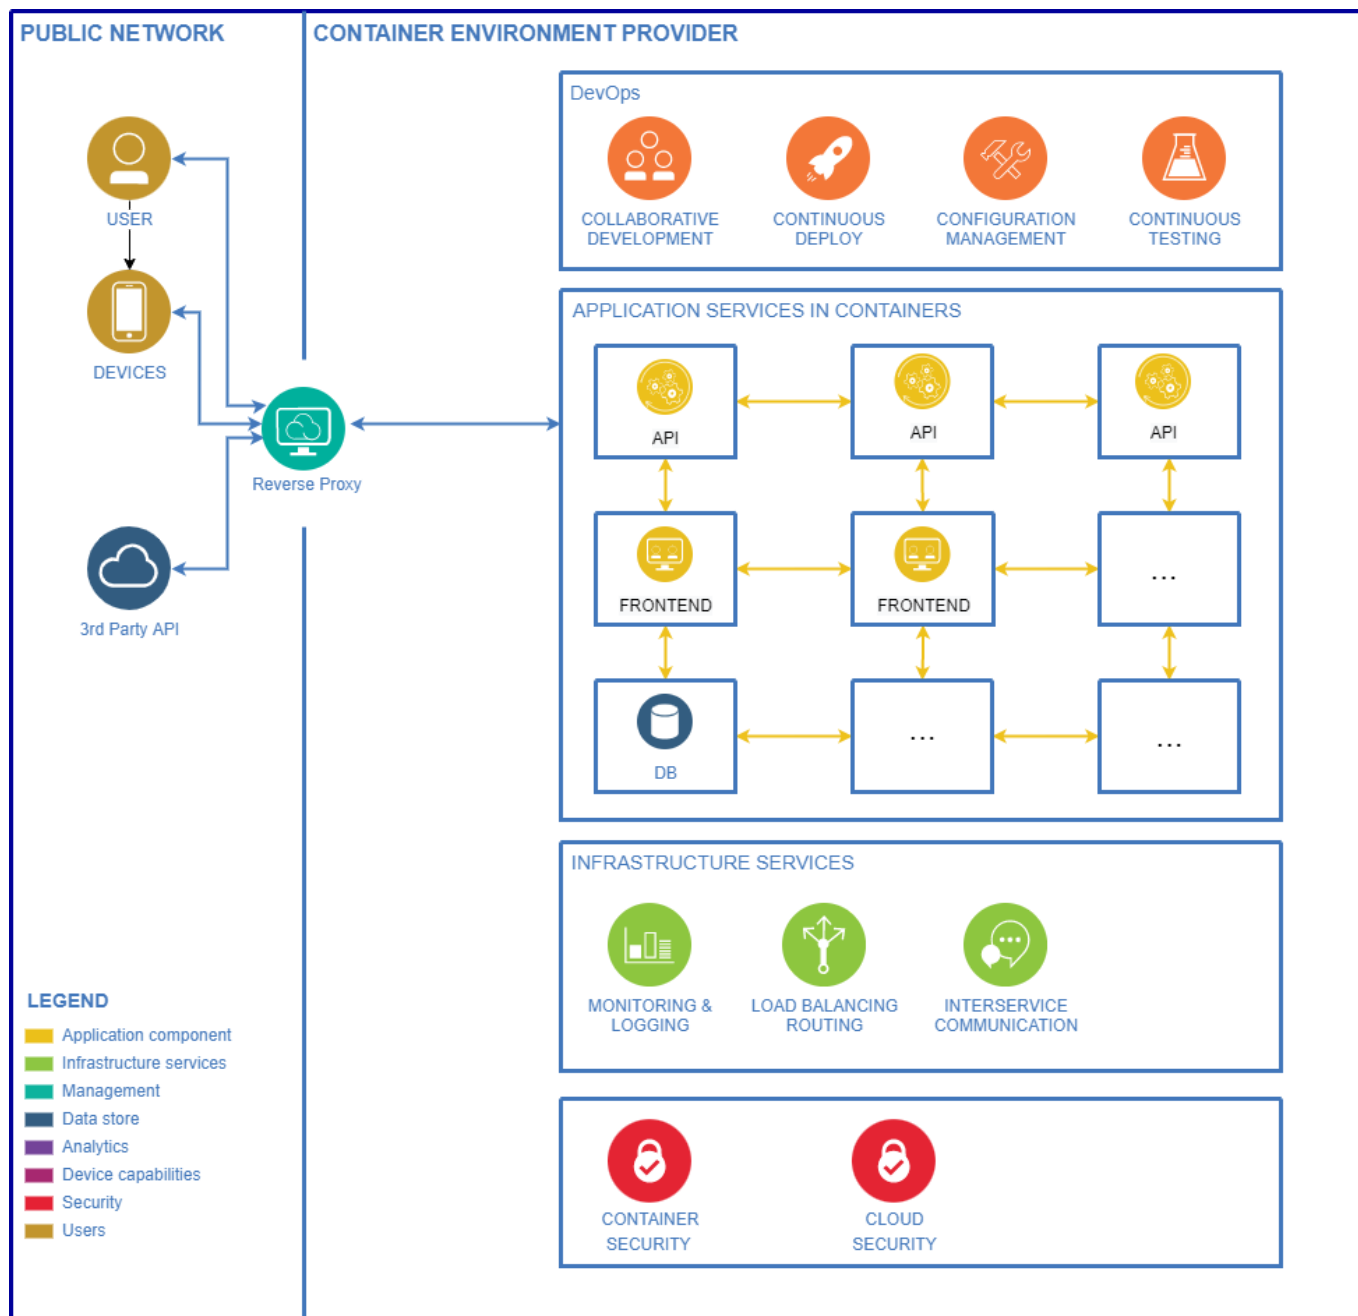 PUBLIC NETWORK
CONTAINER ENVIRONMENT PROVIDER
USER
DEVICES
3rd Party API
Reverse Proxy
DevOps
COLLABORATIVE
DEVELOPMENT
CONTINUOUS
DEPLOY
CONFIGURATION
MANAGEMENT
CONTINUOUS
TESTING
APPLICATION SERVICES IN CONTAINERS
API
API
API
FRONTEND
FRONTEND
...
DB
...
...
INFRASTRUCTURE SERVICES
MONITORING &
LOGGING
LOAD BALANCING
ROUTING
INTERSERVICE
COMMUNICATION
CONTAINER
SECURITY
CLOUD
SECURITY
LEGEND
Application component
Infrastructure services
Management
Data store
Analytics
Device capabilities
Security
Users